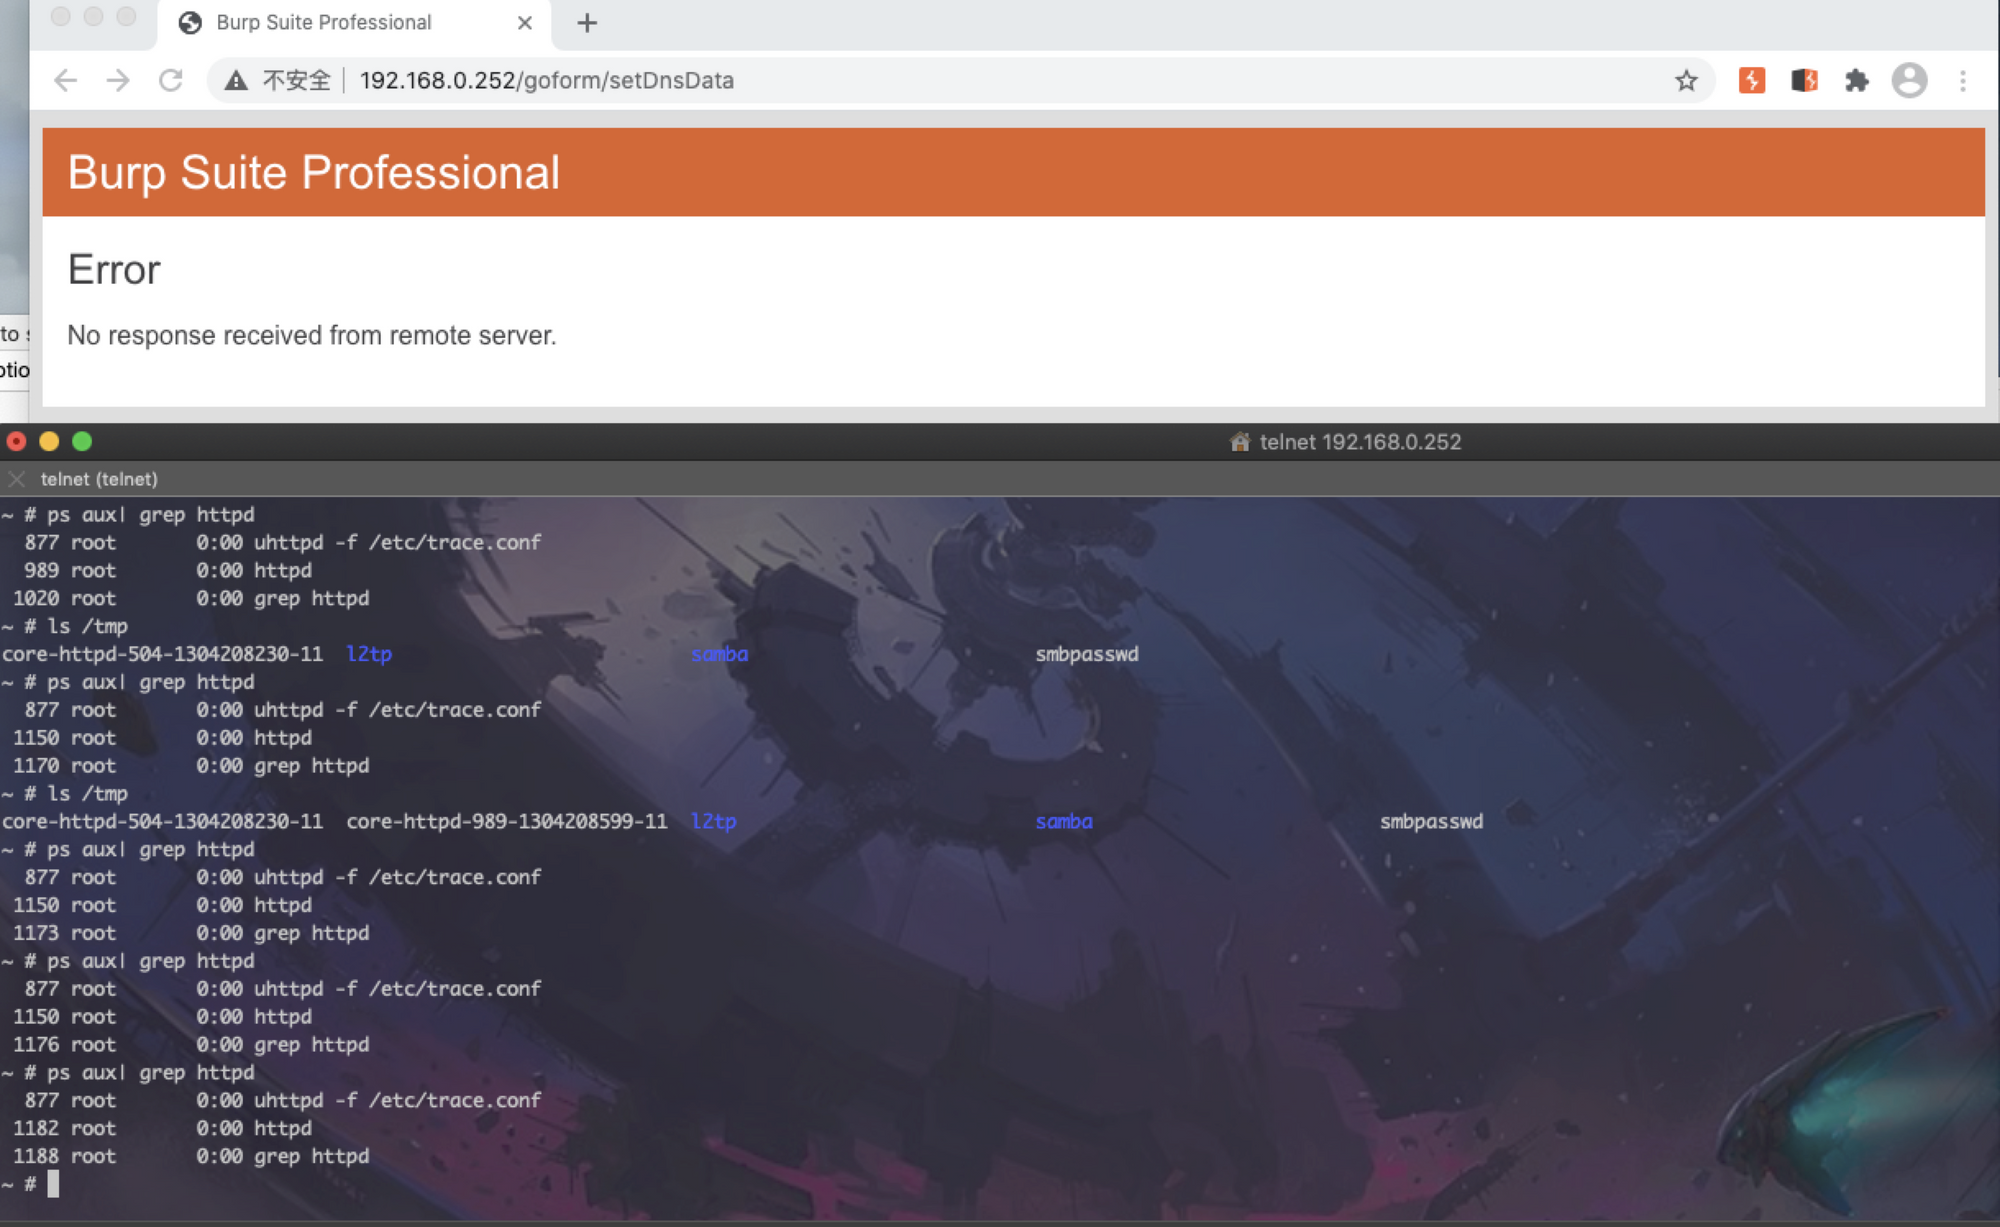 Burp Suite Professional
不安全 192.168.0.252/goform/setDnsData
Burp Suite Professional
Error
No response received from remote server.
to
telnet 192.168.0.252
telnet (telnet)
~ # ps aux| grep httpd
877 root 0:00 uhttpd -f /etc/trace.conf
989 root 0:00 httpd
1020 root 0:00 grep httpd
~ # ls /tmp
core-httpd-504-1304208230-11 l2tp samba smbpasswd
~ # ps aux| grep httpd
877 root 0:00 uhttpd -f /etc/trace.conf
1150 root 0:00 httpd
1170 root 0:00 grep httpd
~ # ls /tmp
core-httpd-504-1304208230-11 core-httpd-989-1304208599-11 l2tp samba smbpasswd
~ # ps aux| grep httpd
877 root 0:00 uhttpd -f /etc/trace.conf
1150 root 0:00 httpd
1173 root 0:00 grep httpd
~ # ps aux| grep httpd
877 root 0:00 uhttpd -f /etc/trace.conf
1150 root 0:00 httpd
1176 root 0:00 grep httpd
~ # ps aux| grep httpd
877 root 0:00 uhttpd -f /etc/trace.conf
1182 root 0:00 httpd
1188 root 0:00 grep httpd
~ #